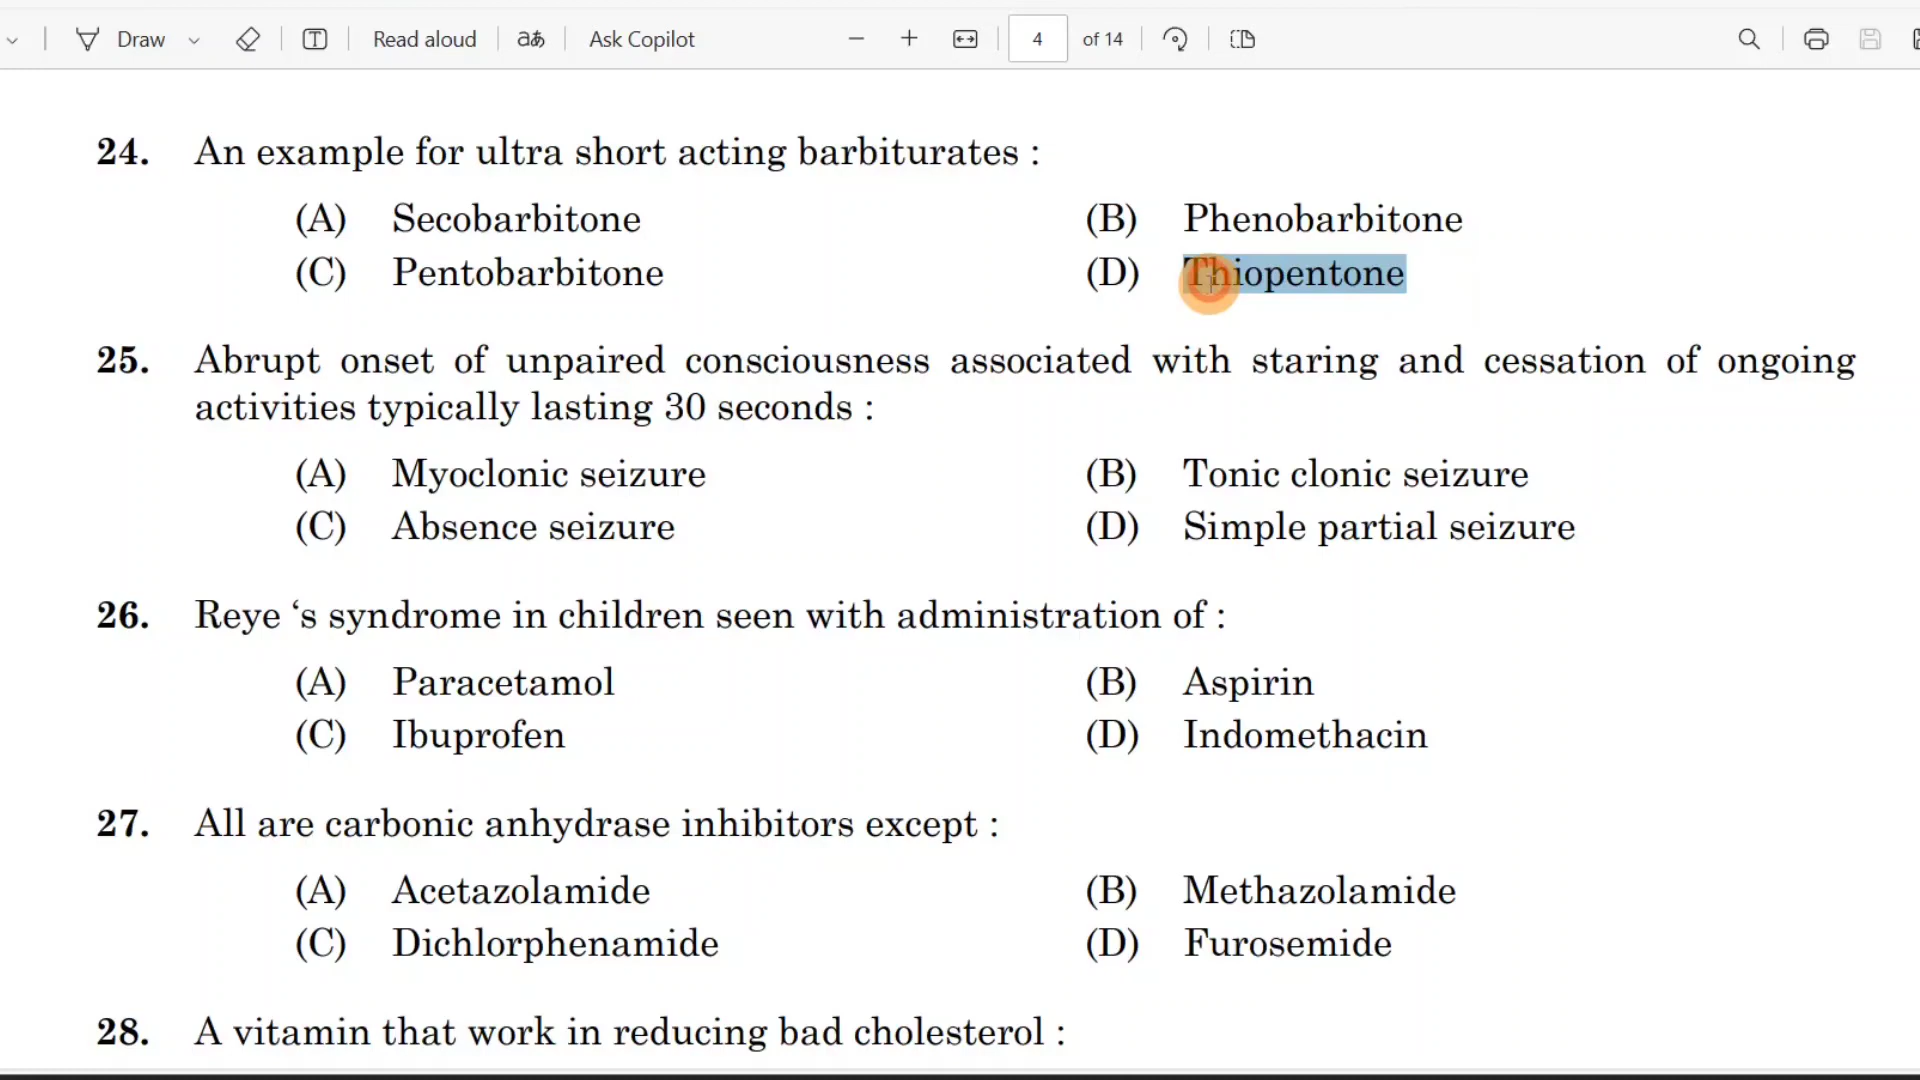 Draw Read aloud aあ Ask Copilot 4 of 14
24. An example for ultra short acting barbiturates :
(A) Secobarbitone (B) Phenobarbitone
(C) Pentobarbitone (D) Thiopentone
25. Abrupt onset of unpaired consciousness associated with staring and cessation of ongoing
activities typically lasting 30 seconds :
(A) Myoclonic seizure (B) Tonic clonic seizure
(C) Absence seizure (D) Simple partial seizure
26. Reye ‘s syndrome in children seen with administration of :
(A) Paracetamol (B) Aspirin
(C) Ibuprofen (D) Indomethacin
27. All are carbonic anhydrase inhibitors except :
(A) Acetazolamide (B) Methazolamide
(C) Dichlorphenamide (D) Furosemide
28. A vitamin that work in reducing bad cholesterol :